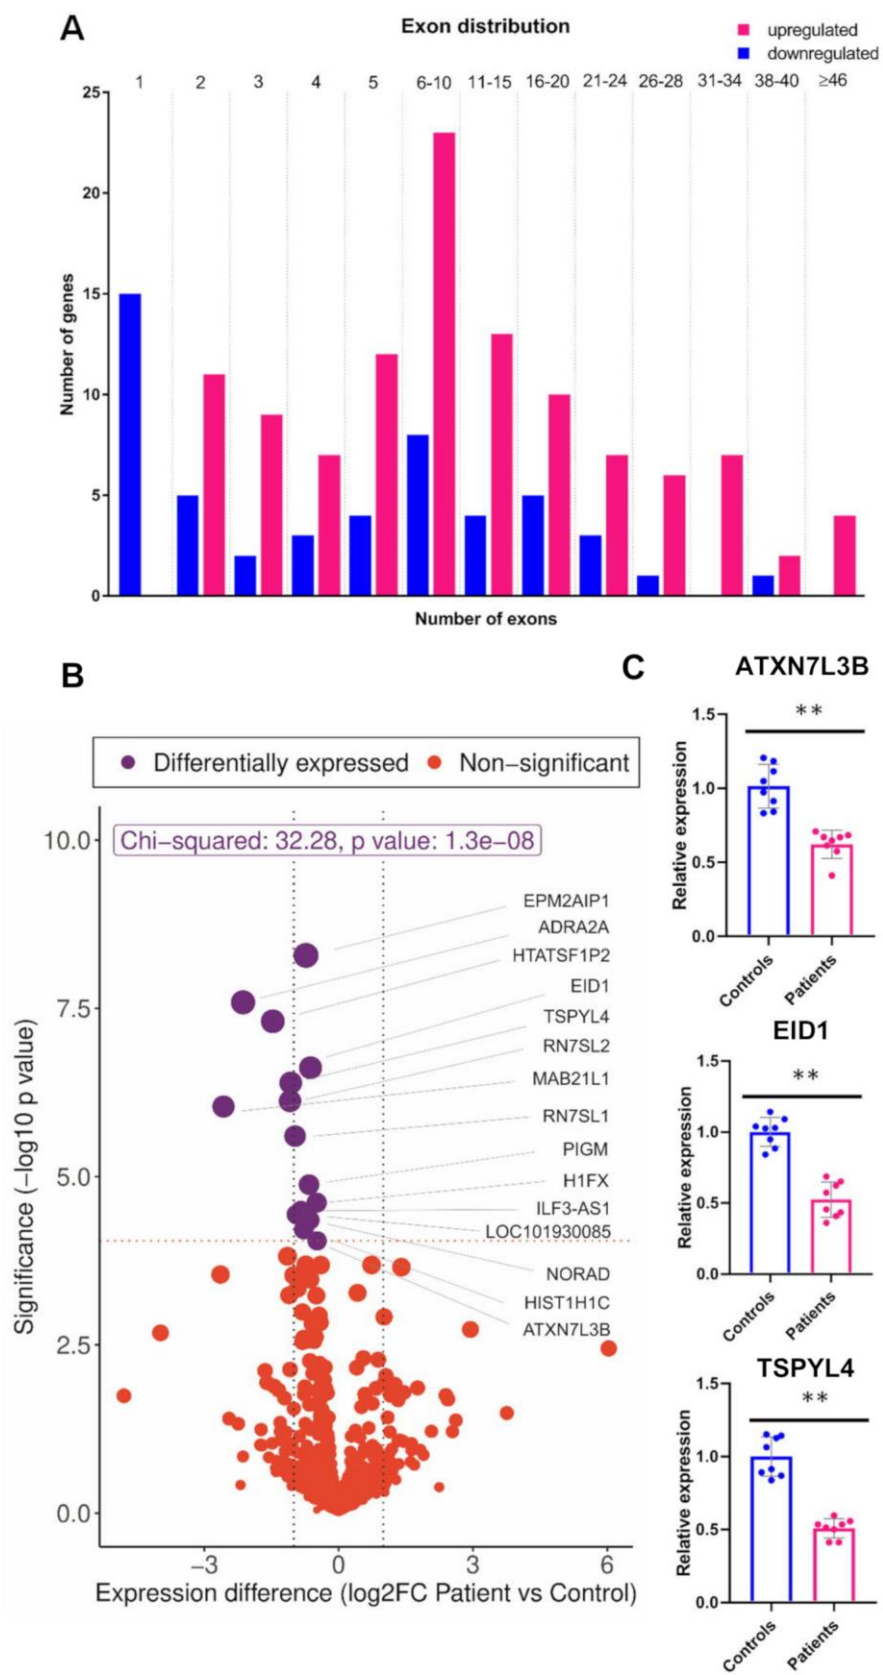 A
Exon distribution
upregulated
downregulated
1 2 3 4 5 6-10 11-15 16-20 21-24 26-28 31-34 38-40 ≥46
25
20
15
10
5
0
Number of genes
Number of exons
B
Differentially expressed Non−significant
Chi−squared: 32.28, p value: 1.3e−08
10.0
7.5
5.0
2.5
0.0
Significance (−log10 p value)
EPM2AIP1
ADRA2A
HTATSF1P2
EID1
TSPYL4
RN7SL2
MAB21L1
RN7SL1
PIGM
H1FX
ILF3-AS1
LOC101930085
NORAD
HIST1H1C
ATXN7L3B
−3 0 3 6
Expression difference (log2FC Patient vs Control)
C
ATXN7L3B
**
1.5
1.0
0.5
0.0
Relative expression
Controls Patients
EID1
**
1.5
1.0
0.5
0.0
Relative expression
Controls Patients
TSPYL4
**
1.5
1.0
0.5
0.0
Relative expression
Controls Patients